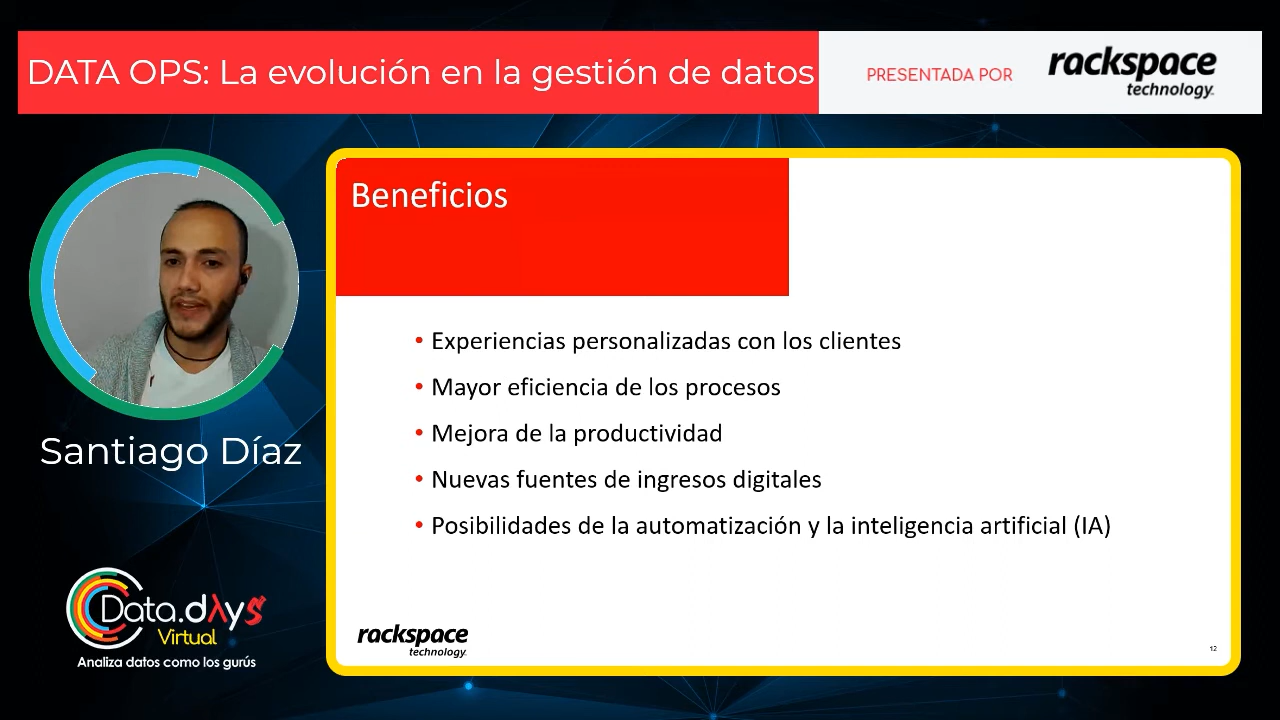 DATA OPS: La evolución en la gestión de datos
PRESENTADA POR
rackspace
technology.
Beneficios
• Experiencias personalizadas con los clientes
• Mayor eficiencia de los procesos
• Mejora de la productividad
• Nuevas fuentes de ingresos digitales
• Posibilidades de la automatización y la inteligencia artificial (IA)
rackspace
technology.
12
Santiago Díaz
Data.dAyS
Virtual
Analiza datos como los gurús